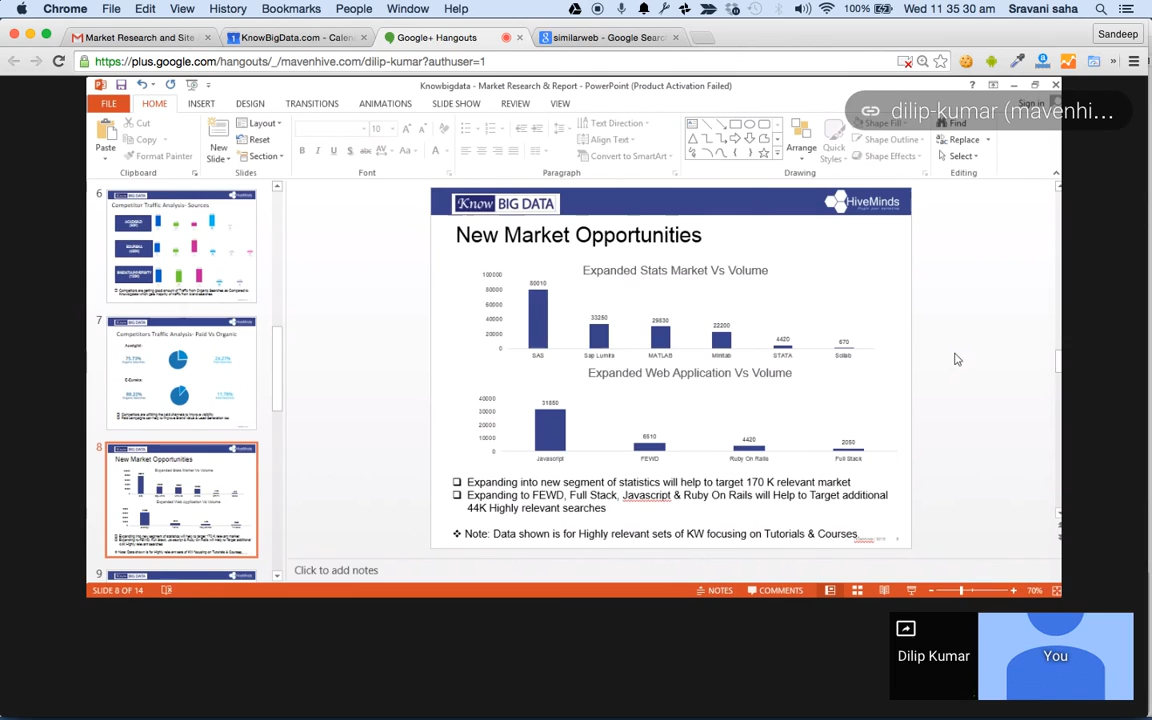 Chrome File Edit View History Bookmarks People Window Help 100% Wed 11 35 30 am Sravani saha
Market Research and Site A
KnowBigData.com - Calen
Google+ Hangouts
similarweb - Google Searc
Sandeep
https://plus.google.com/hangouts/_/mavenhive.com/dilip-kumar?authuser=1
Knowbigdata - Market Research & Report - PowerPoint (Product Activation Failed)
Sign in
dilip-kumar (mavenhi...
FILE HOME INSERT DESIGN TRANSITIONS ANIMATIONS SLIDE SHOW REVIEW VIEW
Paste
Cut
Copy
Format Painter
Clipboard
New Slide
Layout
Reset
Section
Slides
10
Font
Text Direction
Align Text
Convert to SmartArt
Paragraph
Arrange
Quick Styles
Shape Fill
Shape Outline
Shape Effects
Drawing
Find
Replace
Select
Editing
6
Competitor Traffic Analysis- Sources
7
Competitors Traffic Analysis- Paid Vs Organic
8
New Market Opportunities
9
Know BIG DATA
HiveMinds
New Market Opportunities
Expanded Stats Market Vs Volume
100000
80000
60000
40000
20000
0
80010 33250 29830 22200 4420 670
SAS Sap Lumira MATLAB Minitab STATA Scilab
Expanded Web Application Vs Volume
40000
30000
20000
10000
0
31850 6510 4420 2050
Javascript FEWD Ruby On Rails Full Stack
Expanding into new segment of statistics will help to target 170 K relevant market
Expanding to FEWD, Full Stack, Javascript & Ruby On Rails will Help to Target additional
44K Highly relevant searches
Note: Data shown is for Highly relevant sets of KW focusing on Tutorials & Courses
Click to add notes
SLIDE 8 OF 14
NOTES COMMENTS 70%
Dilip Kumar
You